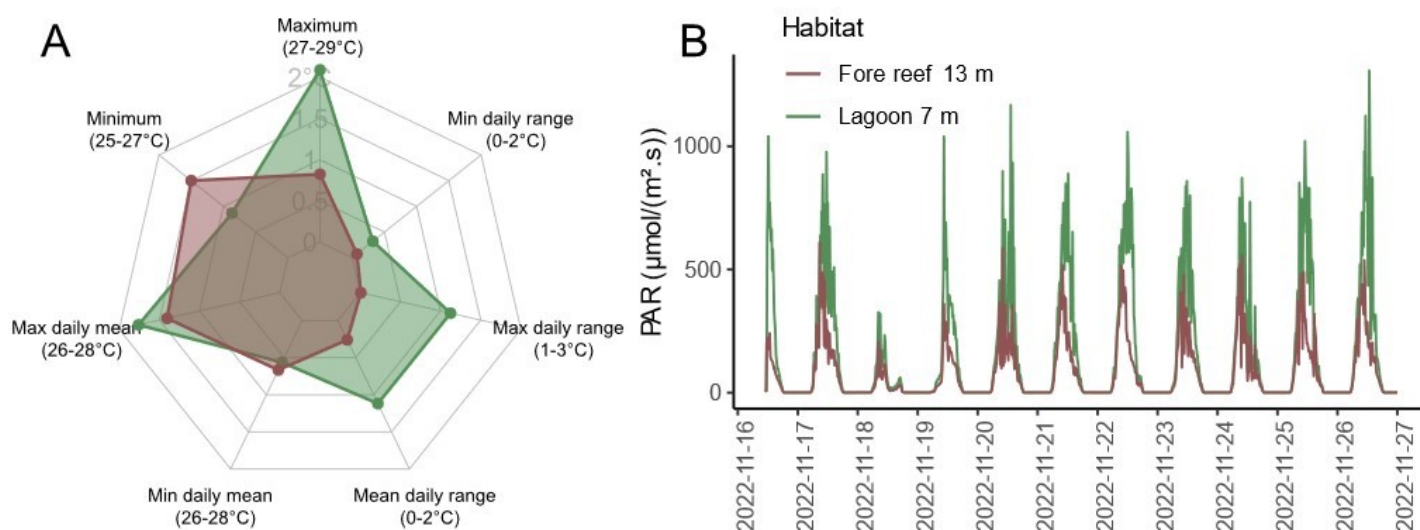 A
Maximum
(27-29°C)
2°C
1.5
1
0.5
0
Minimum
(25-27°C)
Min daily range
(0-2°C)
Max daily mean
(26-28°C)
Max daily range
(1-3°C)
Min daily mean
(26-28°C)
Mean daily range
(0-2°C)
B
Habitat
Fore reef 13 m
Lagoon 7 m
PAR (µmol/(m².s))
1000
500
0
2022-11-16
2022-11-17
2022-11-18
2022-11-19
2022-11-20
2022-11-21
2022-11-22
2022-11-23
2022-11-24
2022-11-25
2022-11-26
2022-11-27